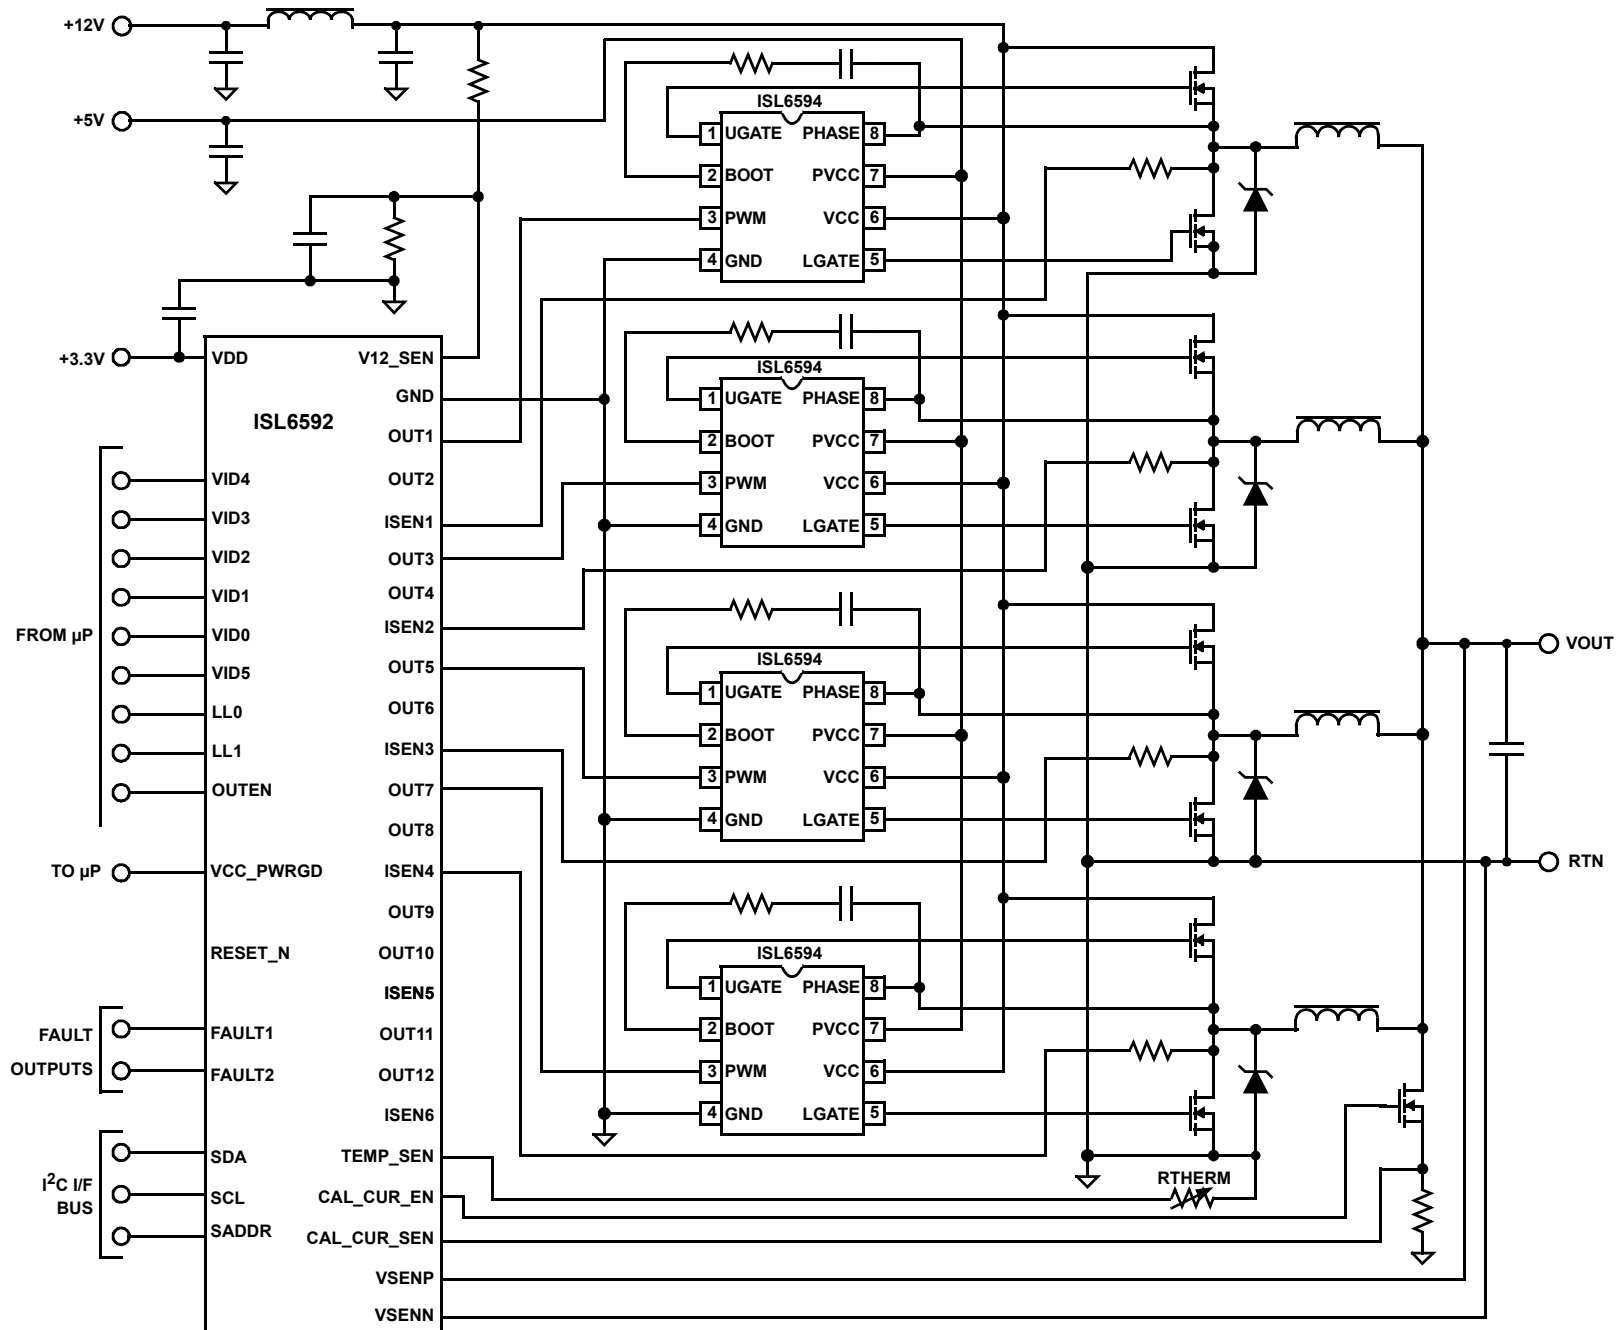 +12V
+5V
+3.3V
ISL6592
VDD
VID4
VID3
VID2
VID1
VID0
VID5
LL0
LL1
OUTEN
VCC_PWRGD
RESET_N
FAULT1
FAULT2
SDA
SCL
SADDR
FROM µP
TO µP
FAULT
OUTPUTS
I2C I/F
BUS
V12_SEN
GND
OUT1
OUT2
ISEN1
OUT3
OUT4
ISEN2
OUT5
OUT6
ISEN3
OUT7
OUT8
ISEN4
OUT9
OUT10
ISEN5
OUT11
OUT12
ISEN6
TEMP_SEN
CAL_CUR_EN
CAL_CUR_SEN
VSENP
VSENN
ISL6594
1 UGATE PHASE 8
2 BOOT PVCC 7
3 PWM VCC 6
4 GND LGATE 5
ISL6594
1 UGATE PHASE 8
2 BOOT PVCC 7
3 PWM VCC 6
4 GND LGATE 5
ISL6594
1 UGATE PHASE 8
2 BOOT PVCC 7
3 PWM VCC 6
4 GND LGATE 5
ISL6594
1 UGATE PHASE 8
2 BOOT PVCC 7
3 PWM VCC 6
4 GND LGATE 5
RTHERM
VOUT
RTN